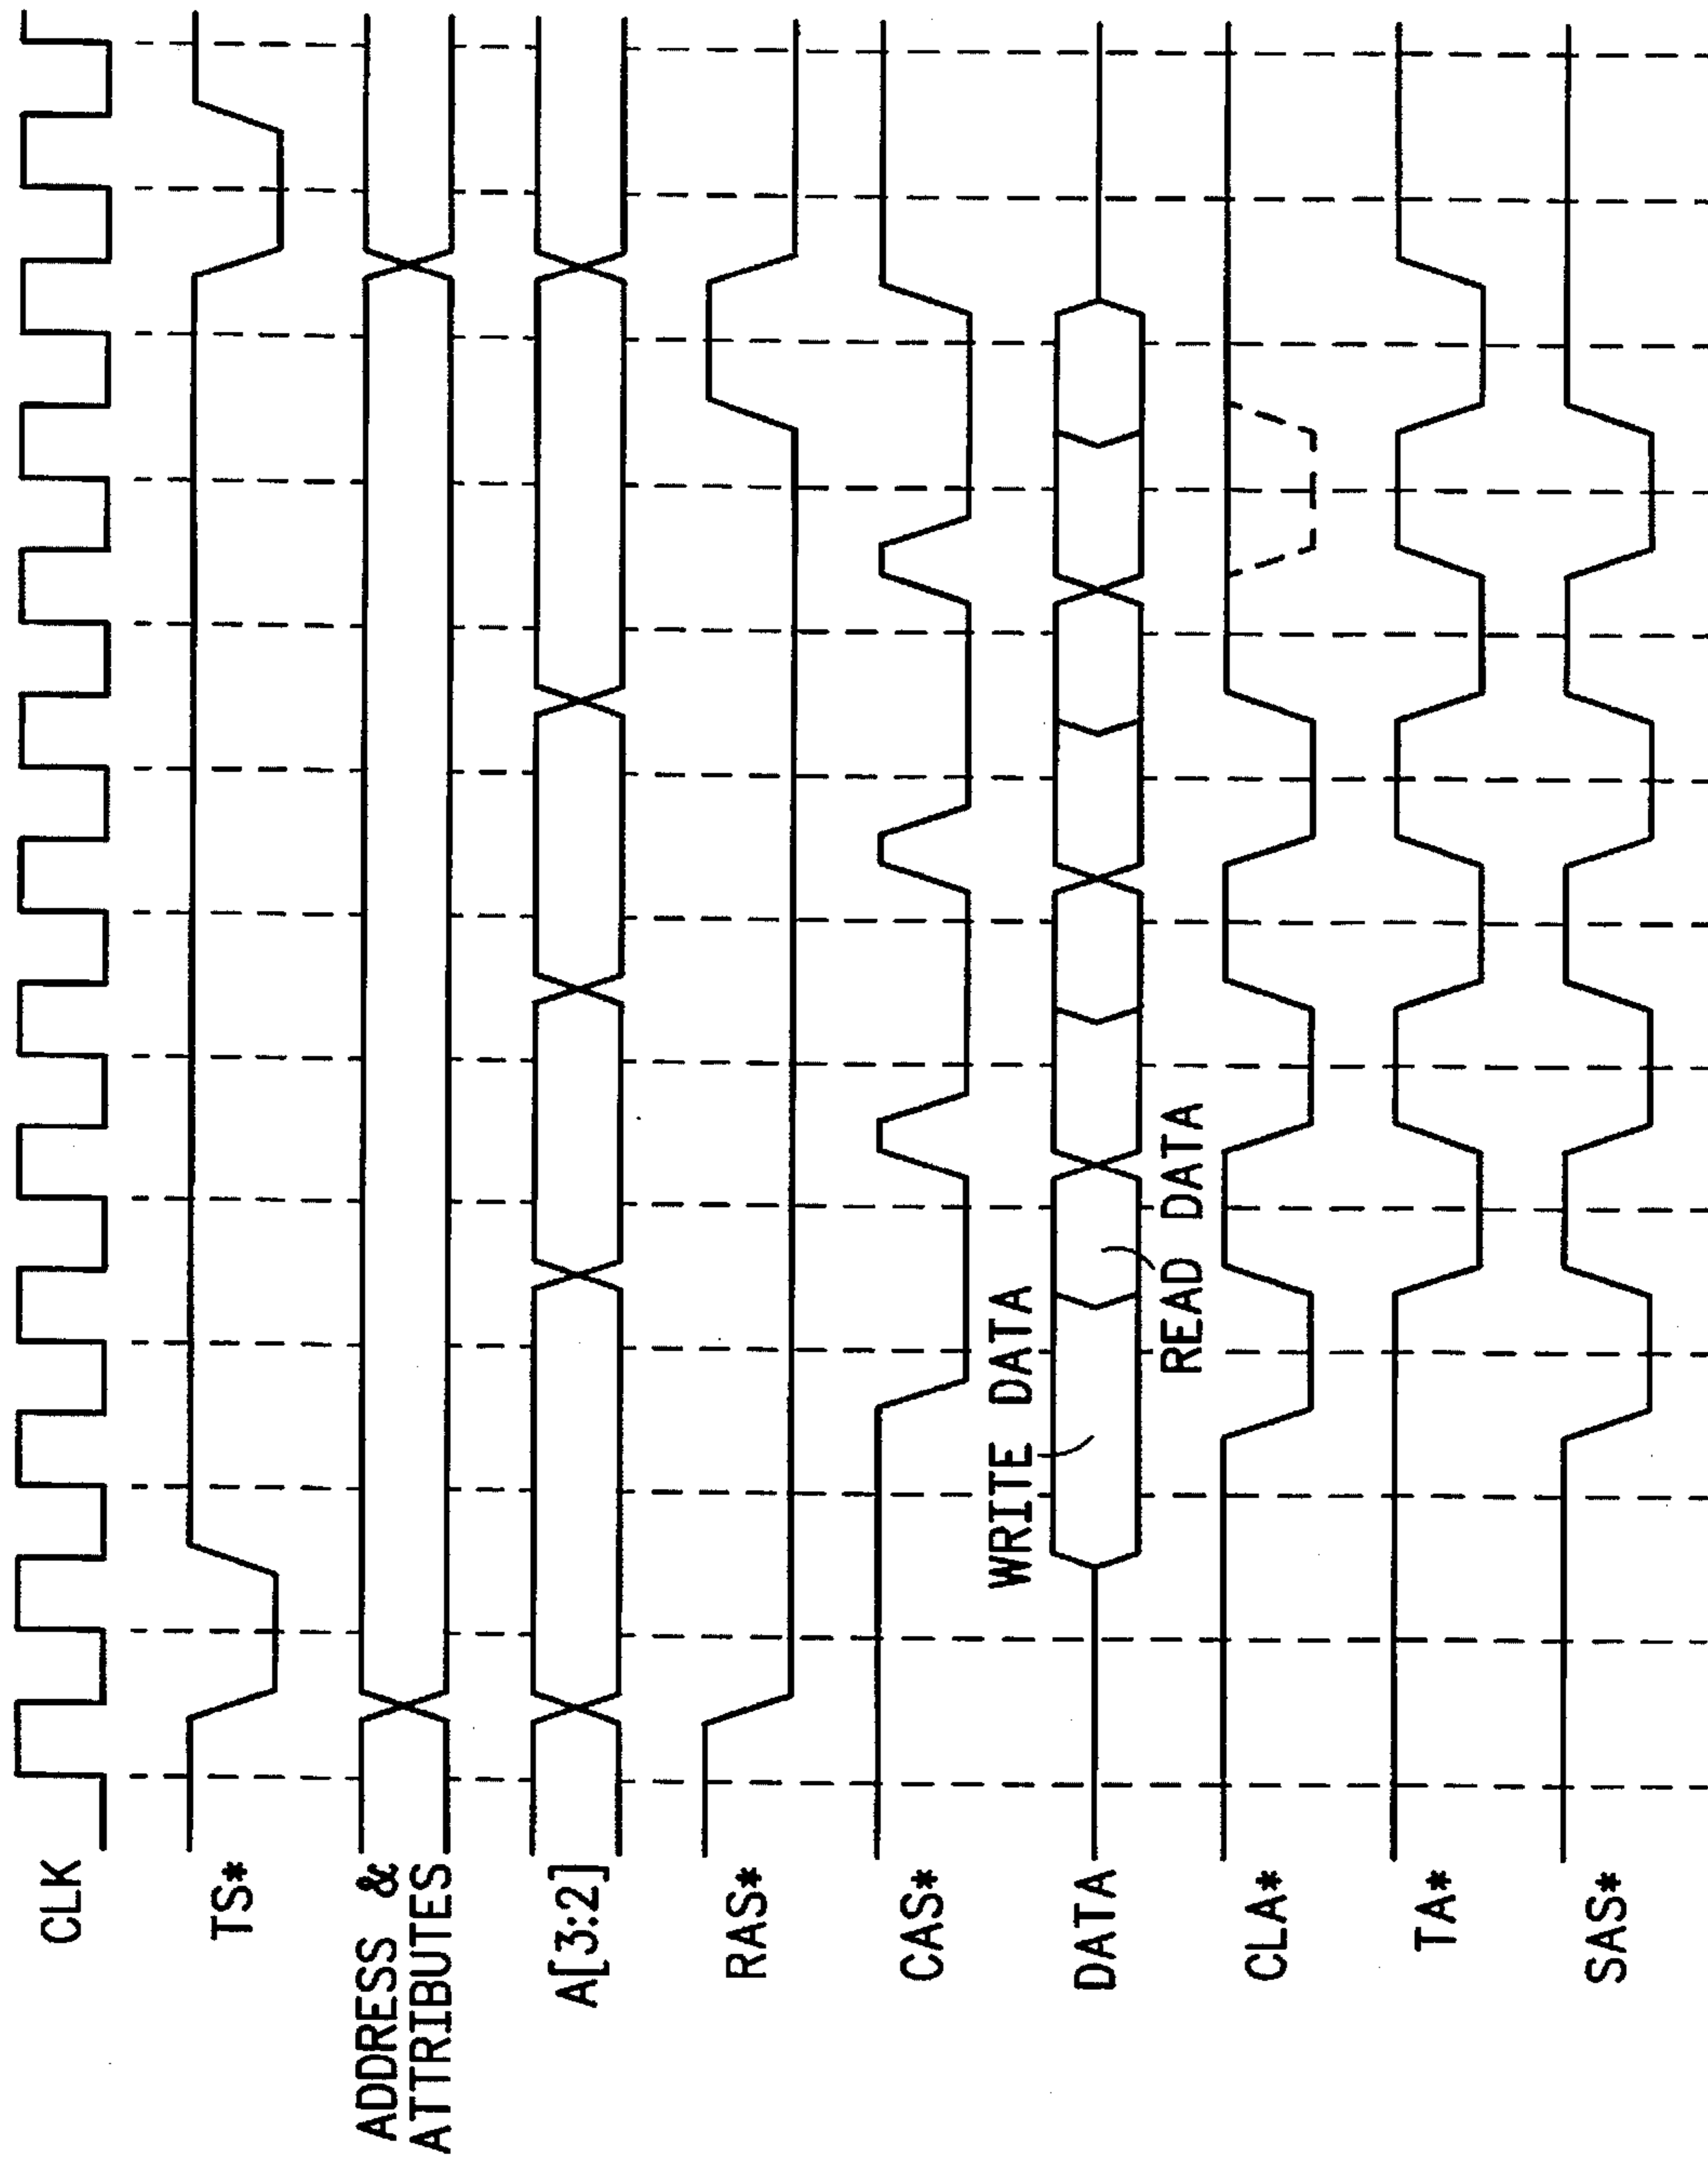 CLK
TS*
ADDRESS &
ATTRIBUTES
A[3:2]
RAS*
CAS*
WRITE DATA
DATA
READ DATA
CLA*
TA*
SAS*